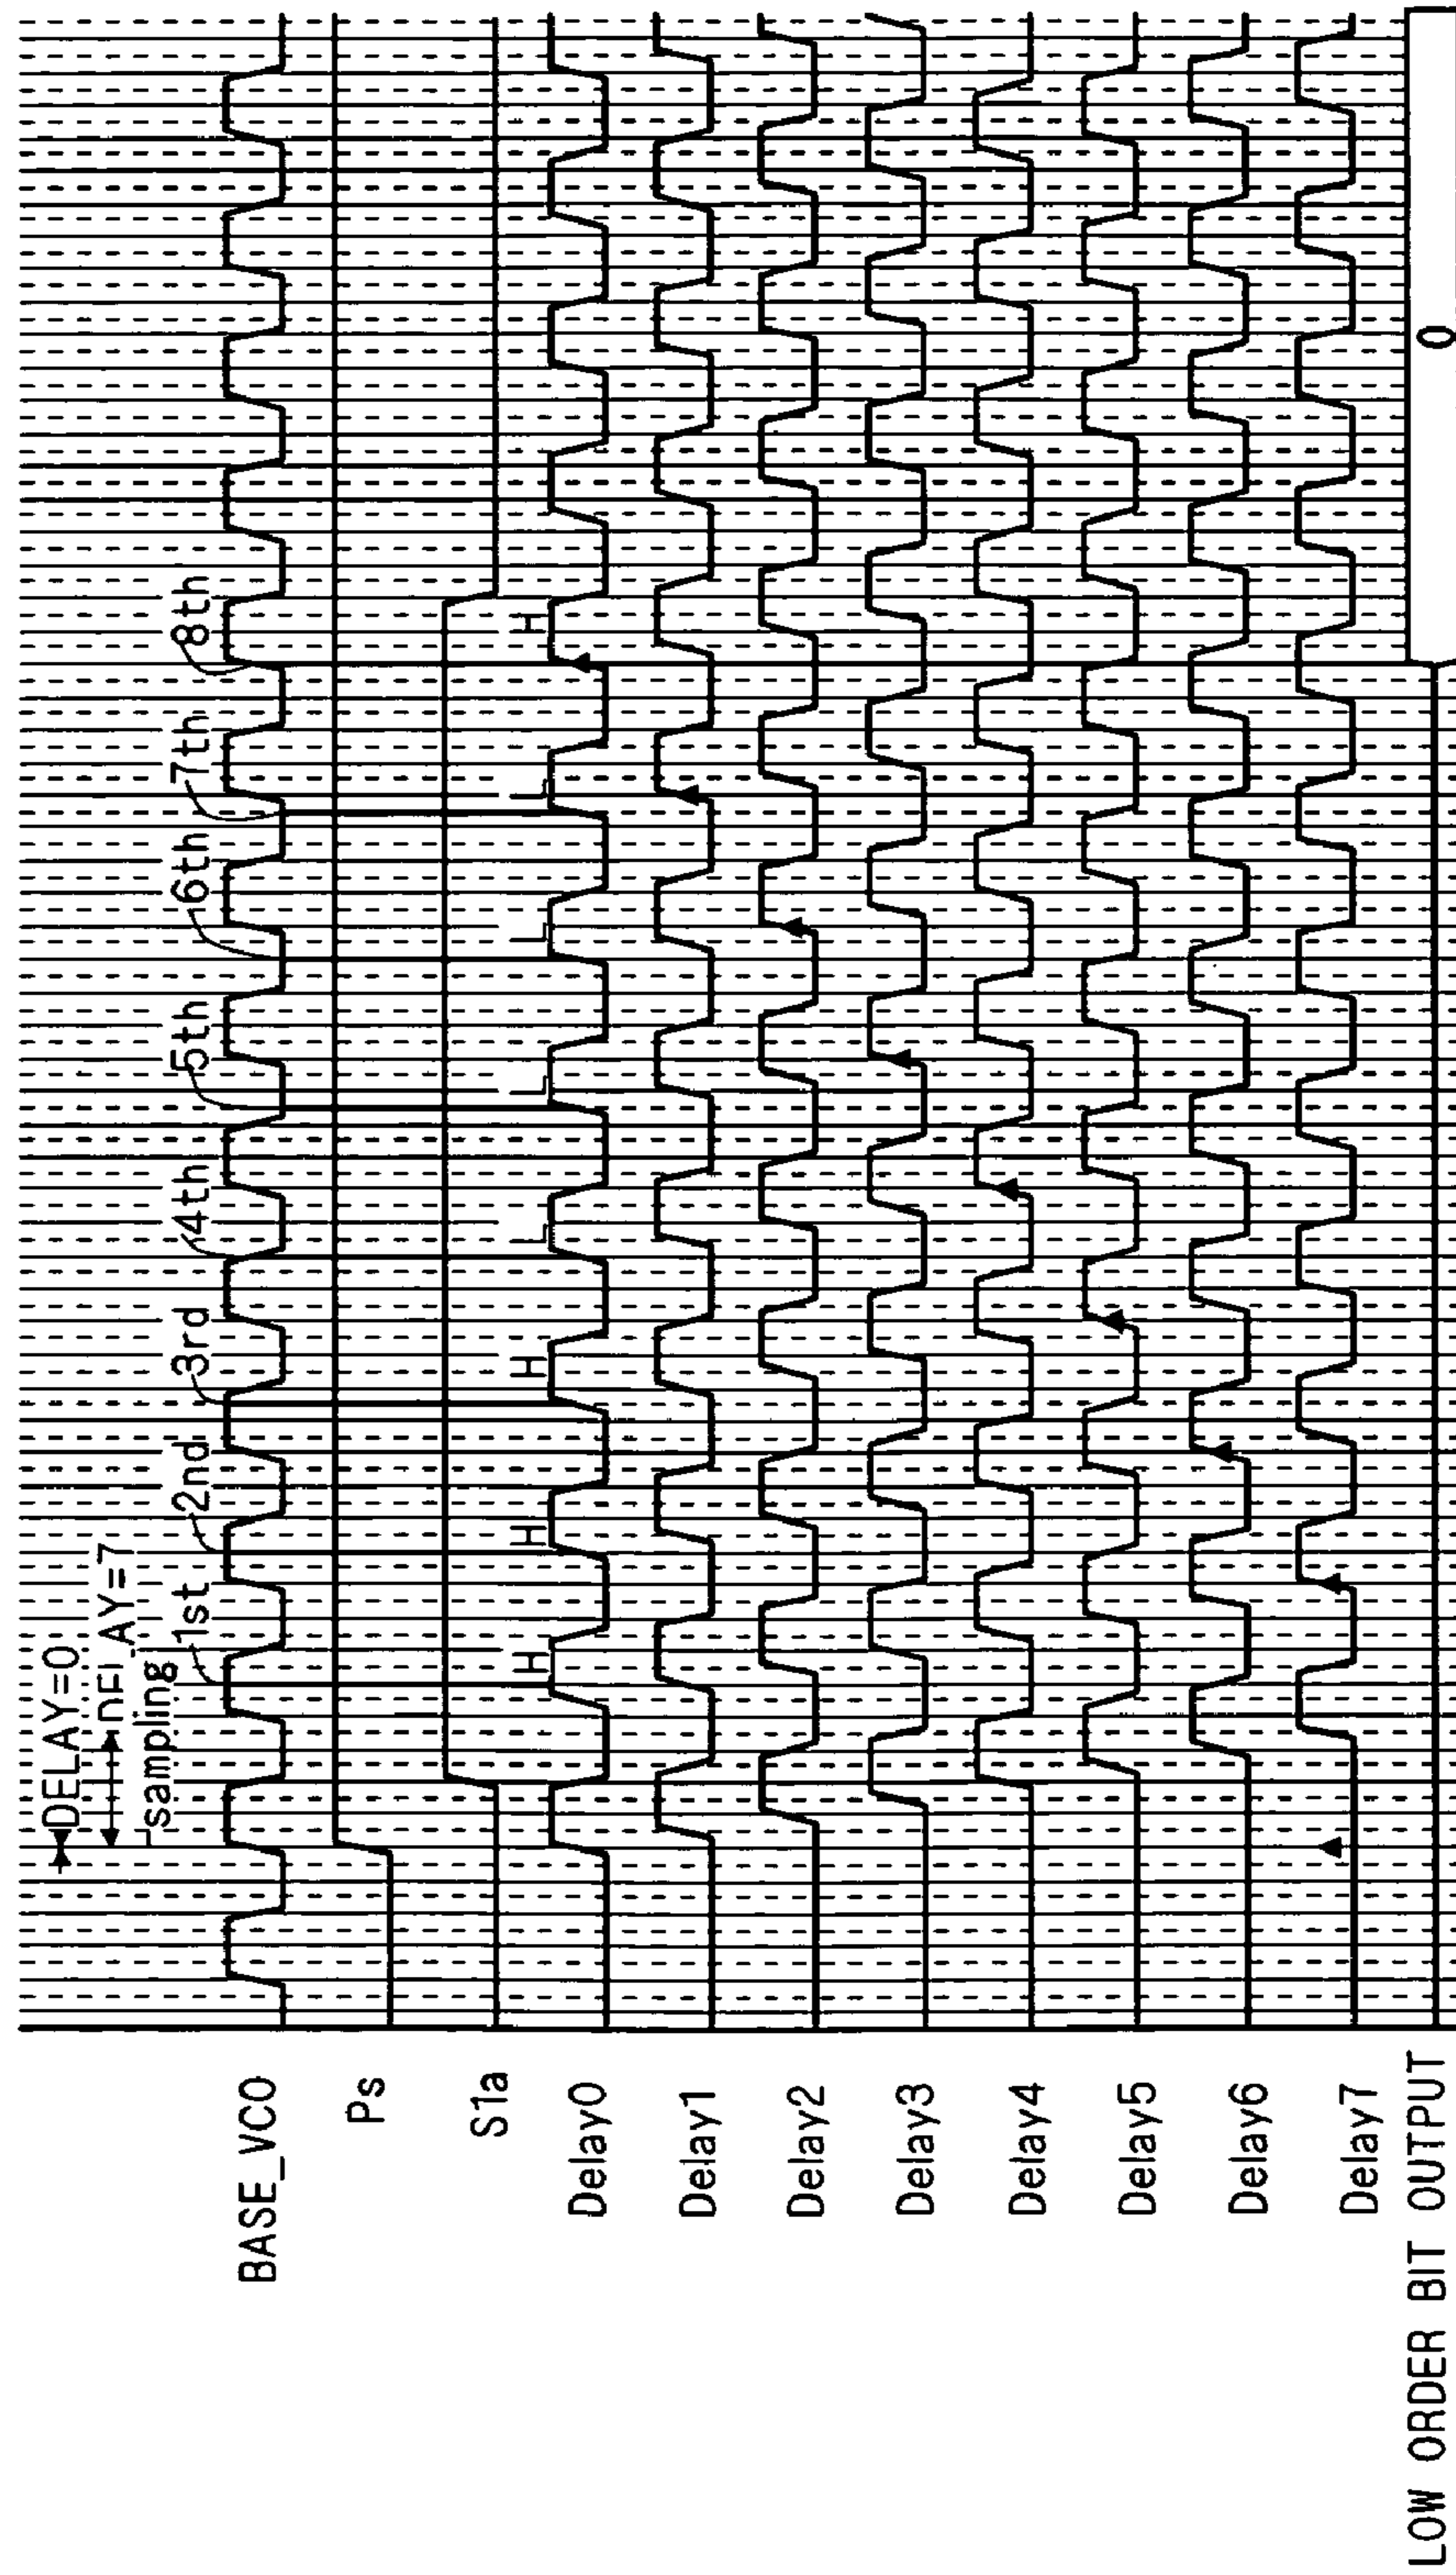 DELAY=0
DELAY=7
sampling
1st
2nd
3rd
4th
5th
6th
7th
8th
BASE_VCO
Ps
S1a
H
H
H
L
L
L
L
H
Delay0
Delay1
Delay2
Delay3
Delay4
Delay5
Delay6
Delay7
LOW ORDER BIT OUTPUT
0